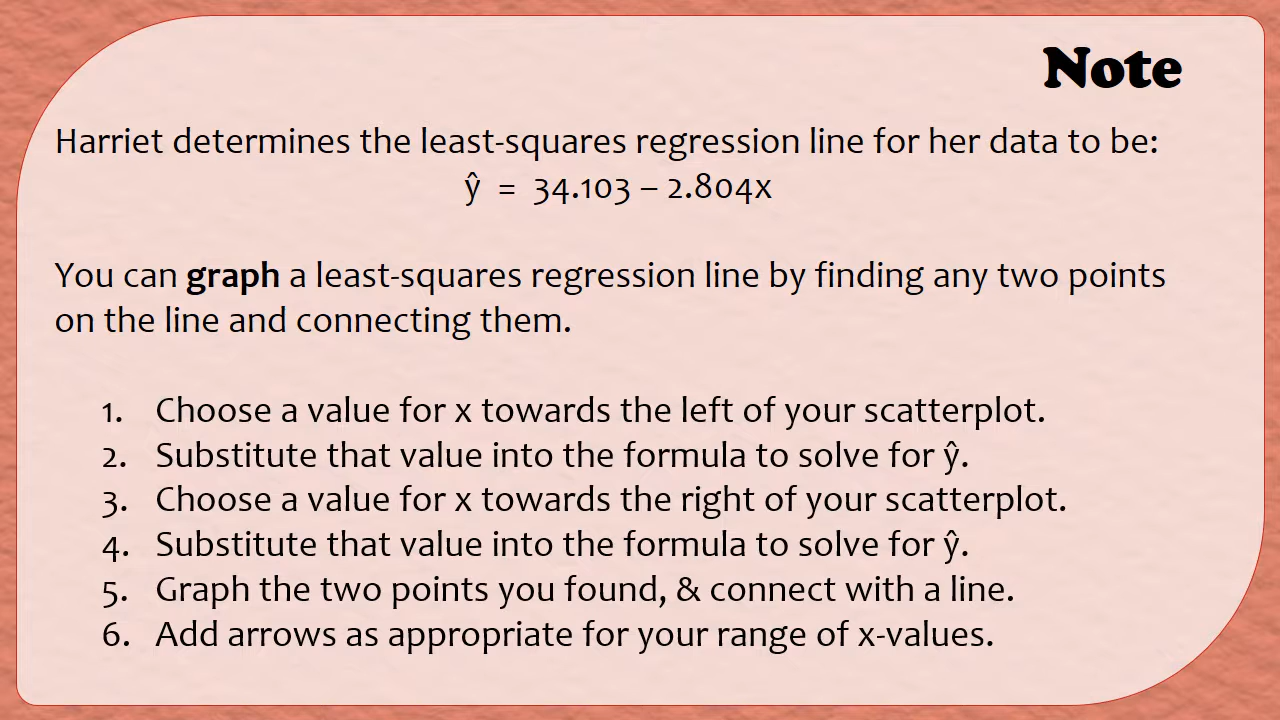 Note
Harriet determines the least-squares regression line for her data to be:
ŷ = 34.103 – 2.804x
You can graph a least-squares regression line by finding any two points
on the line and connecting them.
1. Choose a value for x towards the left of your scatterplot.
2. Substitute that value into the formula to solve for ŷ.
3. Choose a value for x towards the right of your scatterplot.
4. Substitute that value into the formula to solve for ŷ.
5. Graph the two points you found, & connect with a line.
6. Add arrows as appropriate for your range of x-values.